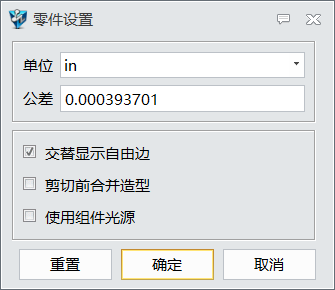 零件设置
单位 in
公差 0.000393701
交替显示自由边
剪切前合并造型
使用组件光源
重置 确定 取消